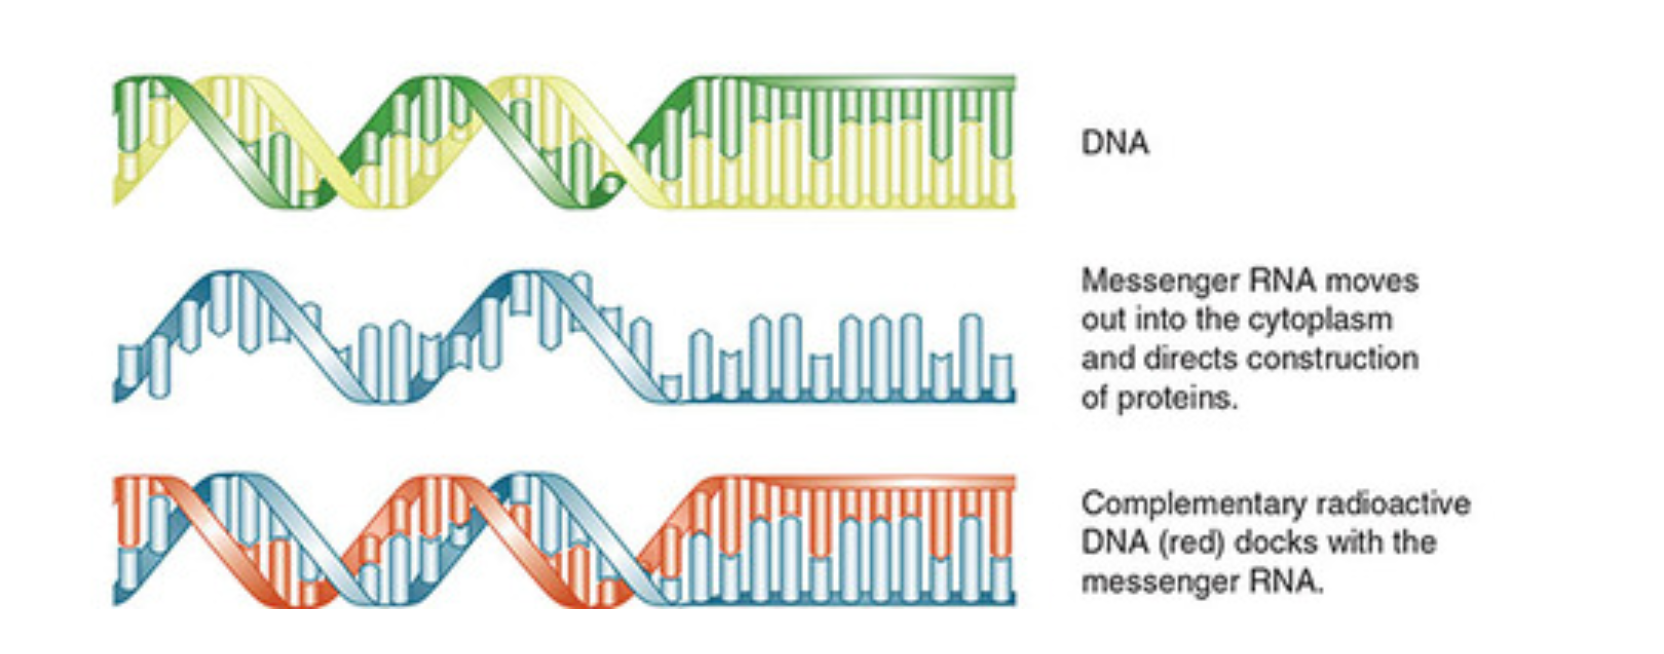 DNA
Messenger RNA moves
out into the cytoplasm
and directs construction
of proteins.
Complementary radioactive
DNA (red) docks with the
messenger RNA.